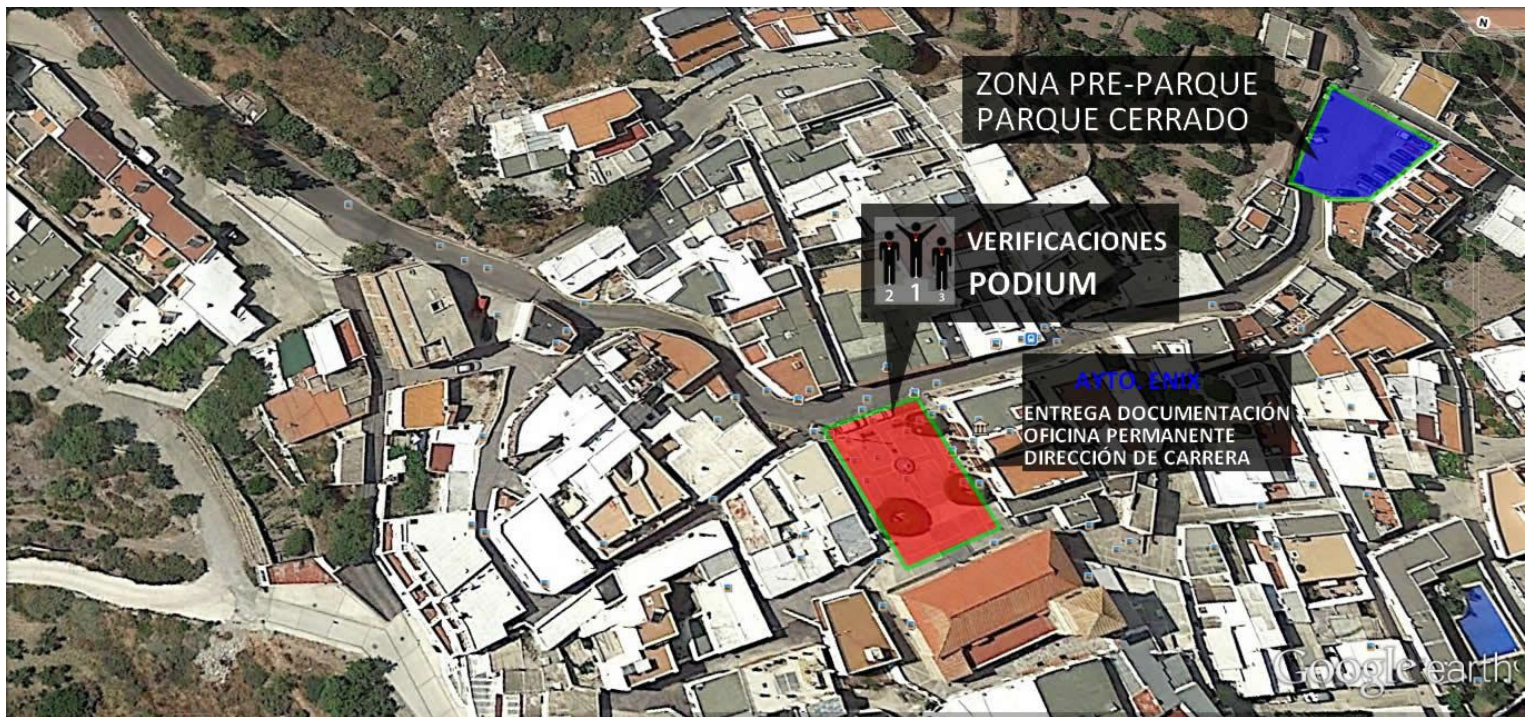 N
ZONA PRE-PARQUE
PARQUE CERRADO
VERIFICACIONES
PODIUM
2 1 3
AYTO. ENIX
ENTREGA DOCUMENTACIÓN
OFICINA PERMANENTE
DIRECCIÓN DE CARRERA
Google earth